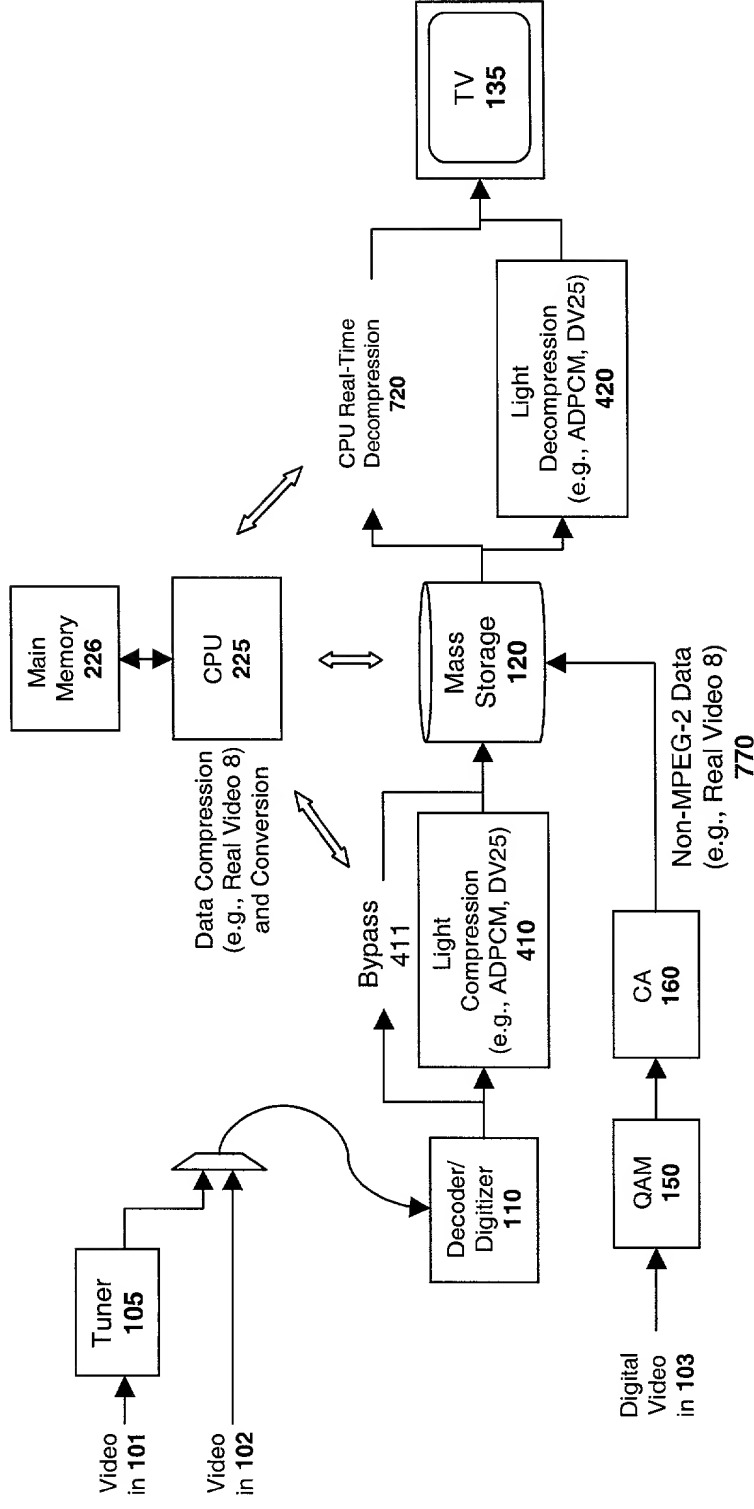 Video
in 101
Video
in 102
Tuner
105
Decoder/
Digitizer
110
Bypass
411
Light
Compression
(e.g., ADPCM, DV25)
410
Data Compression
(e.g., Real Video 8)
and Conversion
Main
Memory
226
CPU
225
Mass
Storage
120
CPU Real-Time
Decompression
720
Light
Decompression
(e.g., ADPCM, DV25)
420
TV
135
Digital
Video
in 103
QAM
150
CA
160
Non-MPEG-2 Data
(e.g., Real Video 8)
770